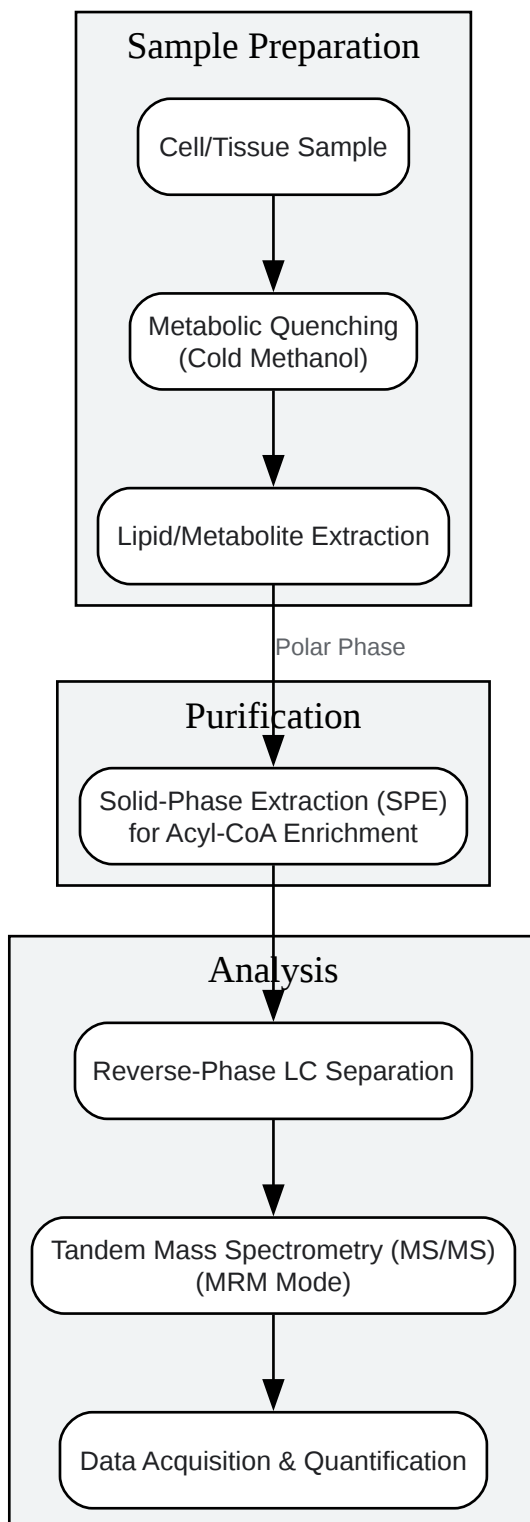 Sample Preparation
Cell/Tissue Sample
Metabolic Quenching
(Cold Methanol)
Lipid/Metabolite Extraction
Polar Phase
Purification
Solid-Phase Extraction (SPE)
for Acyl-CoA Enrichment
Analysis
Reverse-Phase LC Separation
Tandem Mass Spectrometry (MS/MS)
(MRM Mode)
Data Acquisition & Quantification